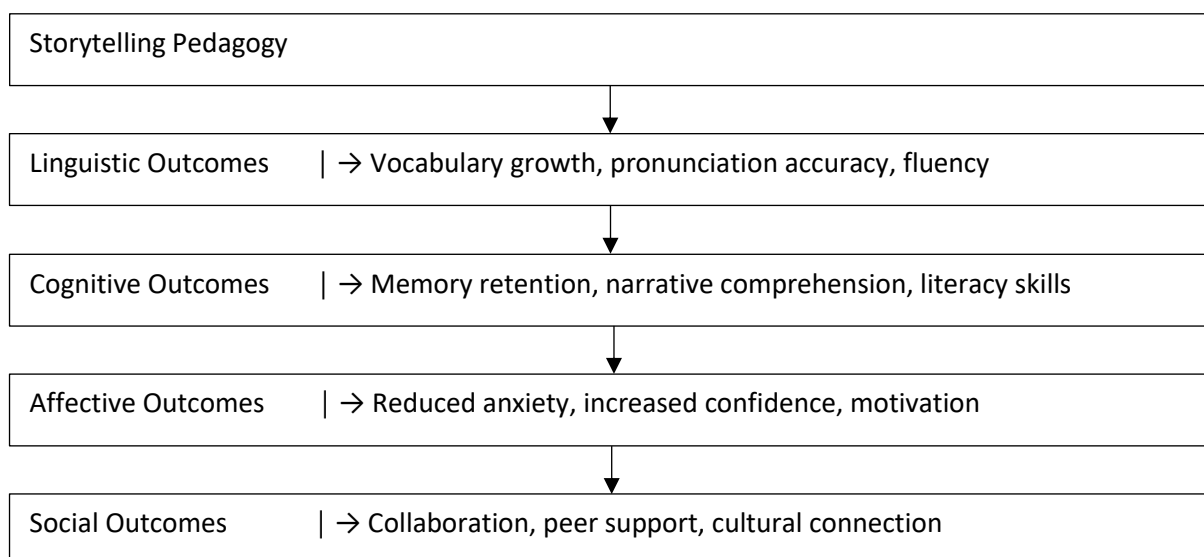 Storytelling Pedagogy
Linguistic Outcomes | → Vocabulary growth, pronunciation accuracy, fluency
Cognitive Outcomes | → Memory retention, narrative comprehension, literacy skills
Affective Outcomes | → Reduced anxiety, increased confidence, motivation
Social Outcomes | → Collaboration, peer support, cultural connection